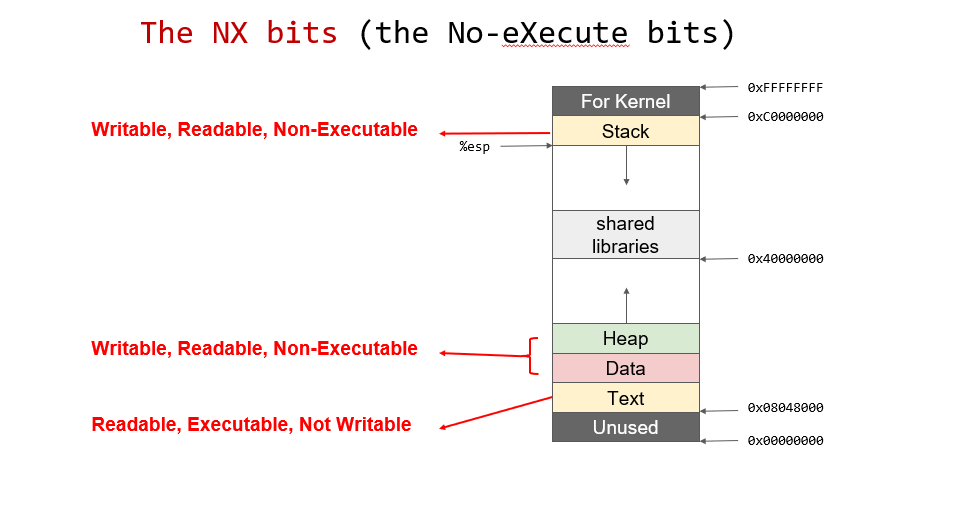 The NX bits (the No-eXecute bits)
0xFFFFFFFF
For Kernel
0xC0000000
Writable, Readable, Non-Executable
Stack
%esp
shared
libraries
0x40000000
Heap
Writable, Readable, Non-Executable
Data
Text
0x08048000
Readable, Executable, Not Writable
Unused
0x00000000